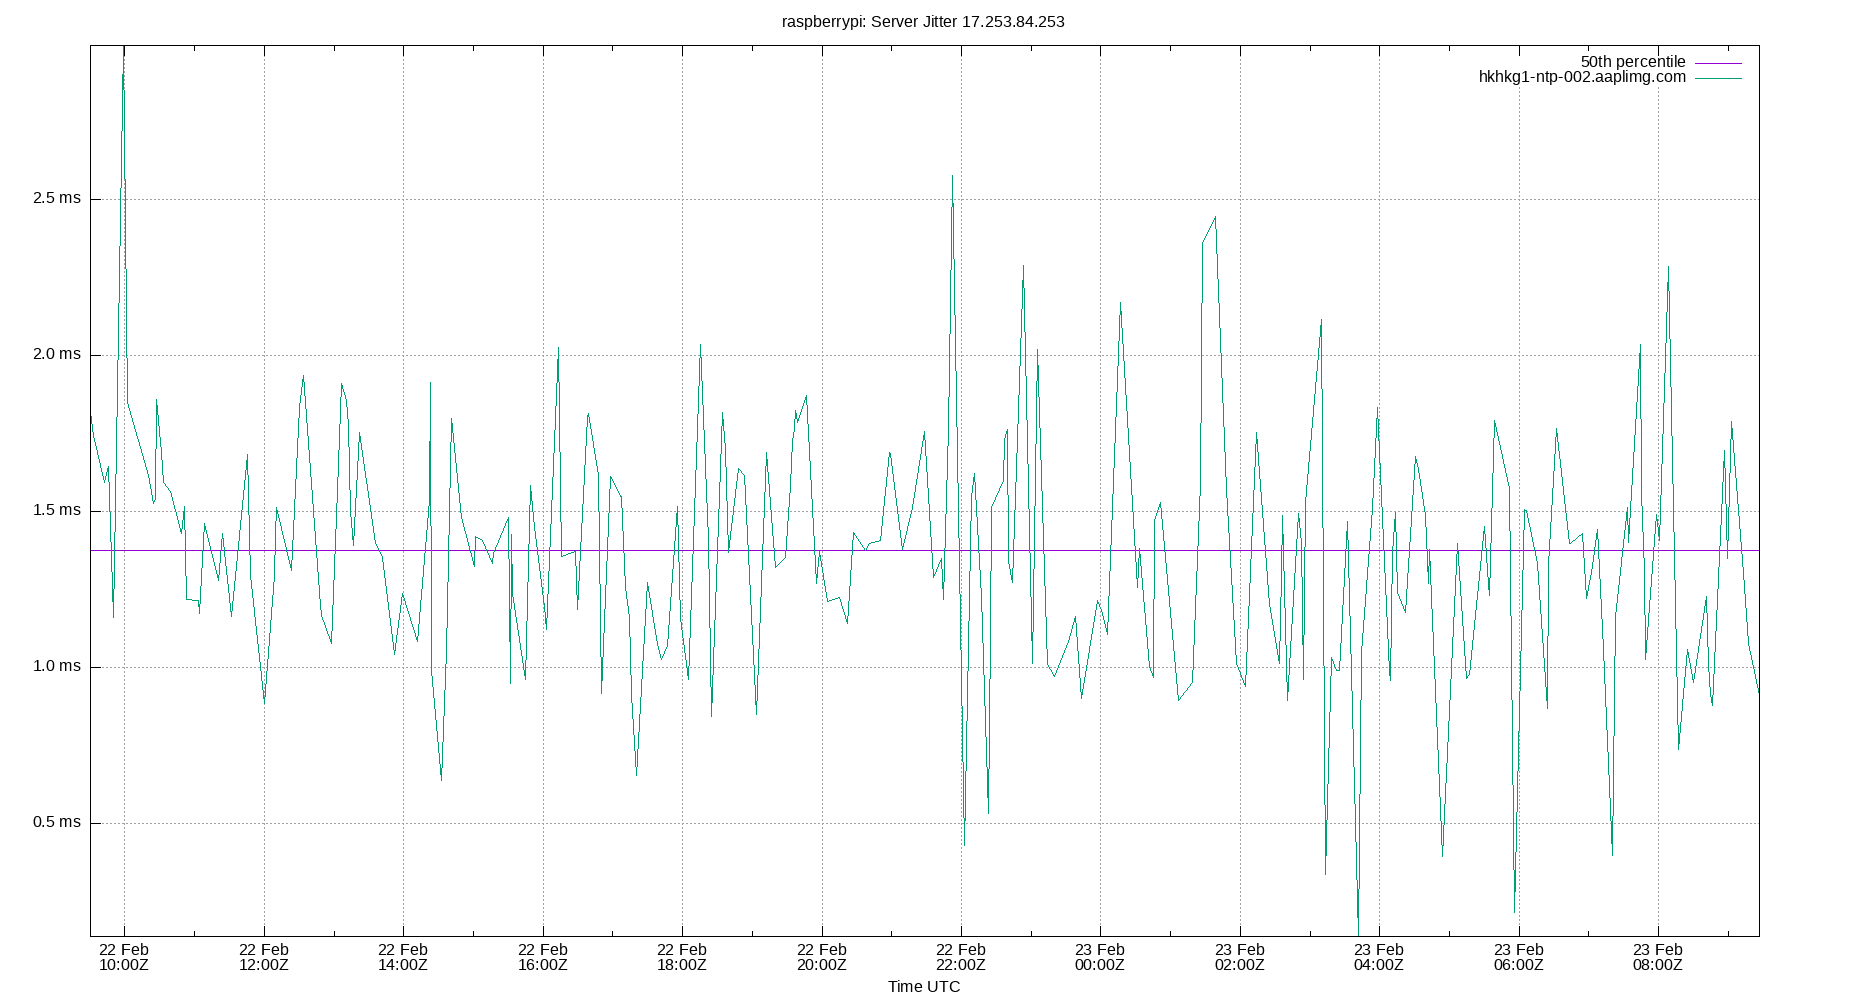 raspberrypi: Server Jitter 17.253.84.253
50th percentile
hkhkg1-ntp-002.aaplimg.com
2.5 ms
2.0 ms
1.5 ms
1.0 ms
0.5 ms
22 Feb 22 Feb 22 Feb 22 Feb 22 Feb 22 Feb 22 Feb 23 Feb 23 Feb 23 Feb 23 Feb 23 Feb
10:00Z 12:00Z 14:00Z 16:00Z 18:00Z 20:00Z 22:00Z 00:00Z 02:00Z 04:00Z 06:00Z 08:00Z
Time UTC